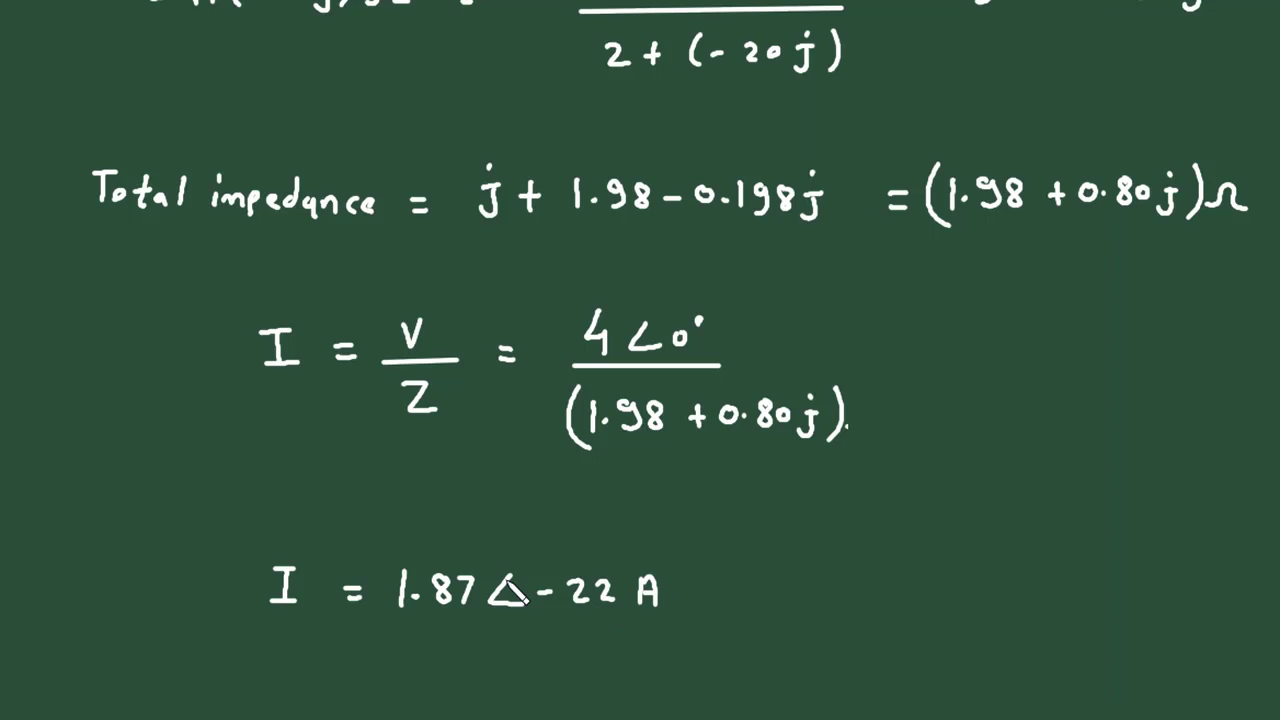 2 + (- 20j)
Total impedance = j + 1.98 - 0.198j = (1.98 + 0.80j)Ω
I = V / Z = 4∠0° / (1.98 + 0.80j)
I = 1.87∠-22 A